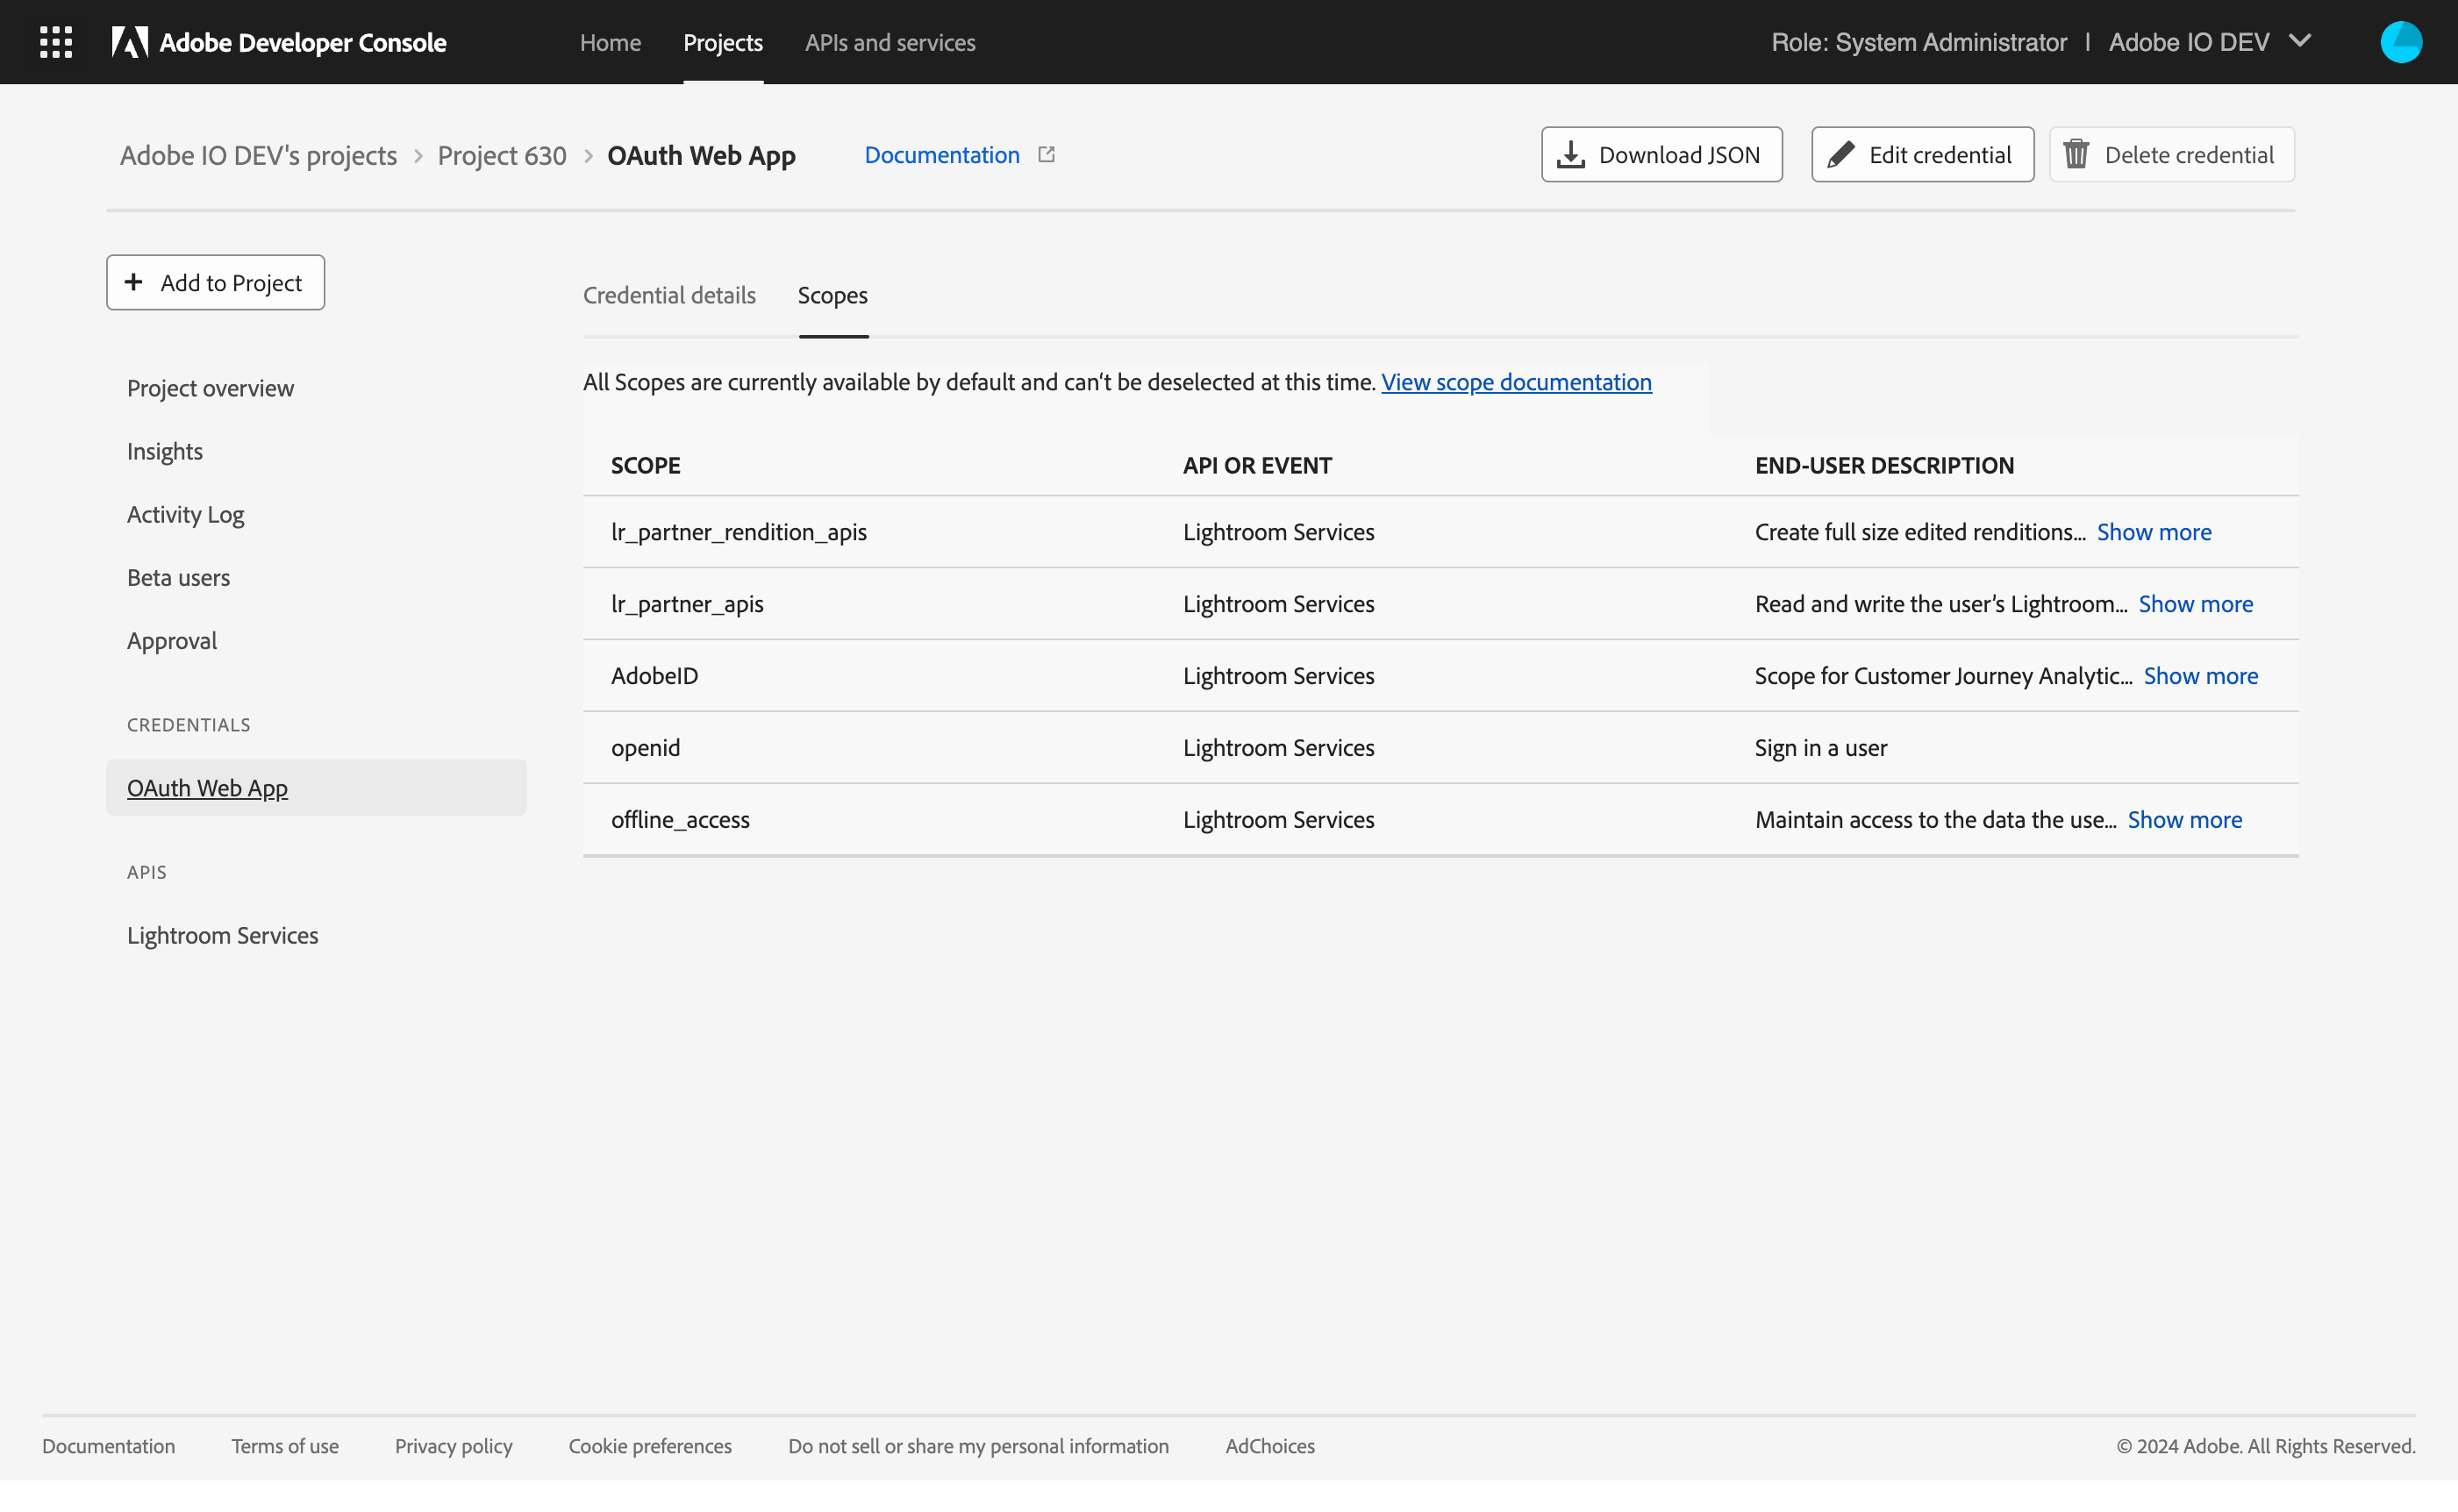 Adobe Developer Console
Home
Projects
APIs and services
Role: System Administrator | Adobe IO DEV
Adobe IO DEV's projects > Project 630 > OAuth Web App
Documentation
Download JSON
Edit credential
Delete credential
+ Add to Project
Project overview
Insights
Activity Log
Beta users
Approval
CREDENTIALS
OAuth Web App
APIS
Lightroom Services
Credential details
Scopes
All Scopes are currently available by default and can't be deselected at this time. View scope documentation
SCOPE API OR EVENT END-USER DESCRIPTION
lr_partner_rendition_apis Lightroom Services Create full size edited renditions... Show more
lr_partner_apis Lightroom Services Read and write the user's Lightroom... Show more
AdobeID Lightroom Services Scope for Customer Journey Analytic... Show more
openid Lightroom Services Sign in a user
offline_access Lightroom Services Maintain access to the data the use... Show more
Documentation
Terms of use
Privacy policy
Cookie preferences
Do not sell or share my personal information
AdChoices
© 2024 Adobe. All Rights Reserved.